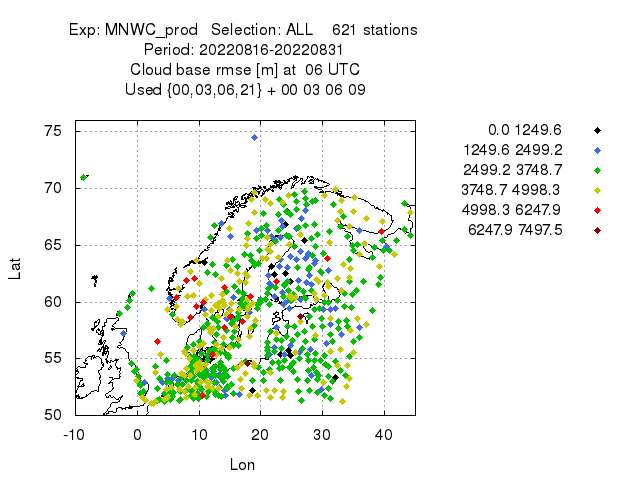 Exp: MNWC_prod   Selection: ALL    621 stations
Period: 20220816-20220831
Cloud base rmse [m] at  06 UTC
Used {00,03,06,21} + 00 03 06 09
0.0 1249.6
1249.6 2499.2
2499.2 3748.7
3748.7 4998.3
4998.3 6247.9
6247.9 7497.5
75
70
65
60
55
50
Lat
-10 0 10 20 30 40
Lon